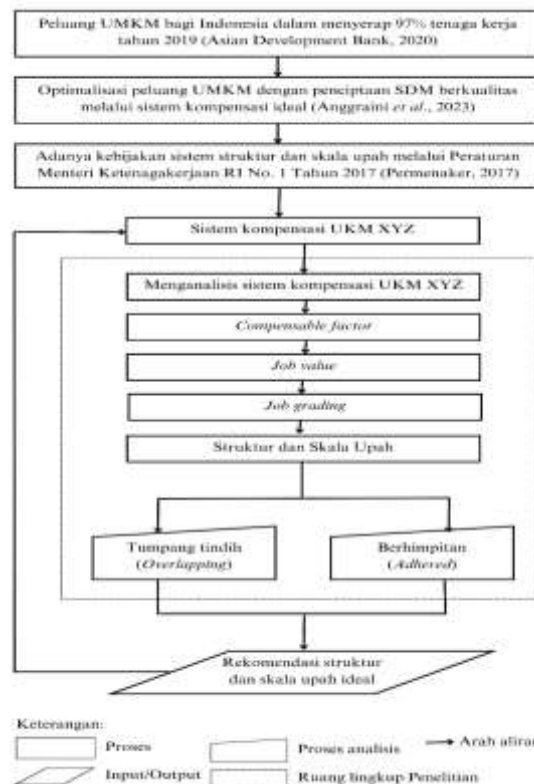 Peluang UMKM bagi Indonesia dalam menyerap 97% tenaga kerja
tahun 2019 (Asian Development Bank, 2020)
Optimalisasi peluang UMKM dengan penciptaan SDM berkualitas
melalui sistem kompensasi ideal (Anggraini et al., 2023)
Adanya kebijakan sistem struktur dan skala upah melalui Peraturan
Menteri Ketenagakerjaan RI No. 1 Tahun 2017 (Permenaker, 2017)
Sistem kompensasi UKM XYZ
Menganalisis sistem kompensasi UKM XYZ
Compensable factor
Job value
Job grading
Struktur dan Skala Upah
Tumpang tindih
(Overlapping)
Berhimpitan
(Adhered)
Rekomendasi struktur
dan skala upah ideal
Keterangan:
Proses
Proses analisis
Arah aliran
Input/Output
Ruang lingkup Penelitian